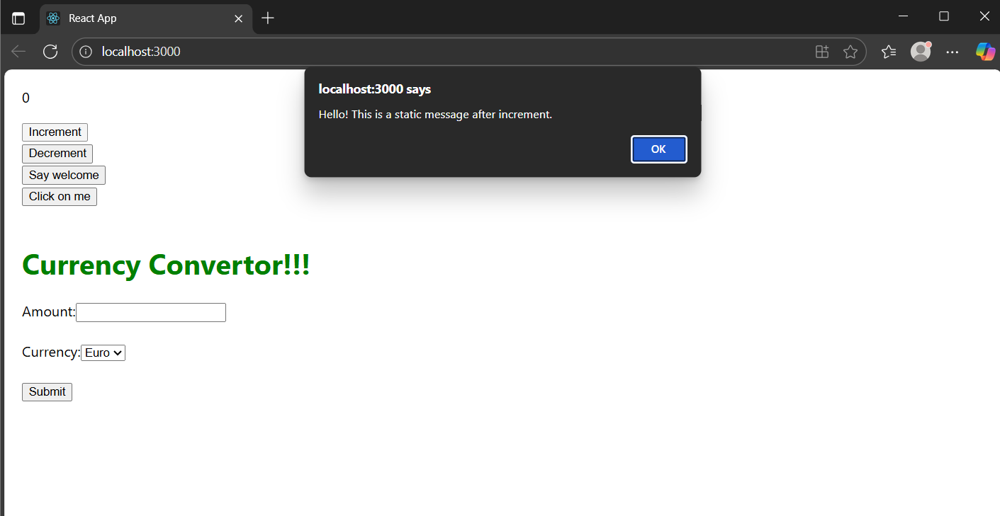 React App
localhost:3000
localhost:3000 says
Hello! This is a static message after increment.
OK
0
Increment
Decrement
Say welcome
Click on me
Currency Convertor!!!
Amount:
Currency: Euro
Submit